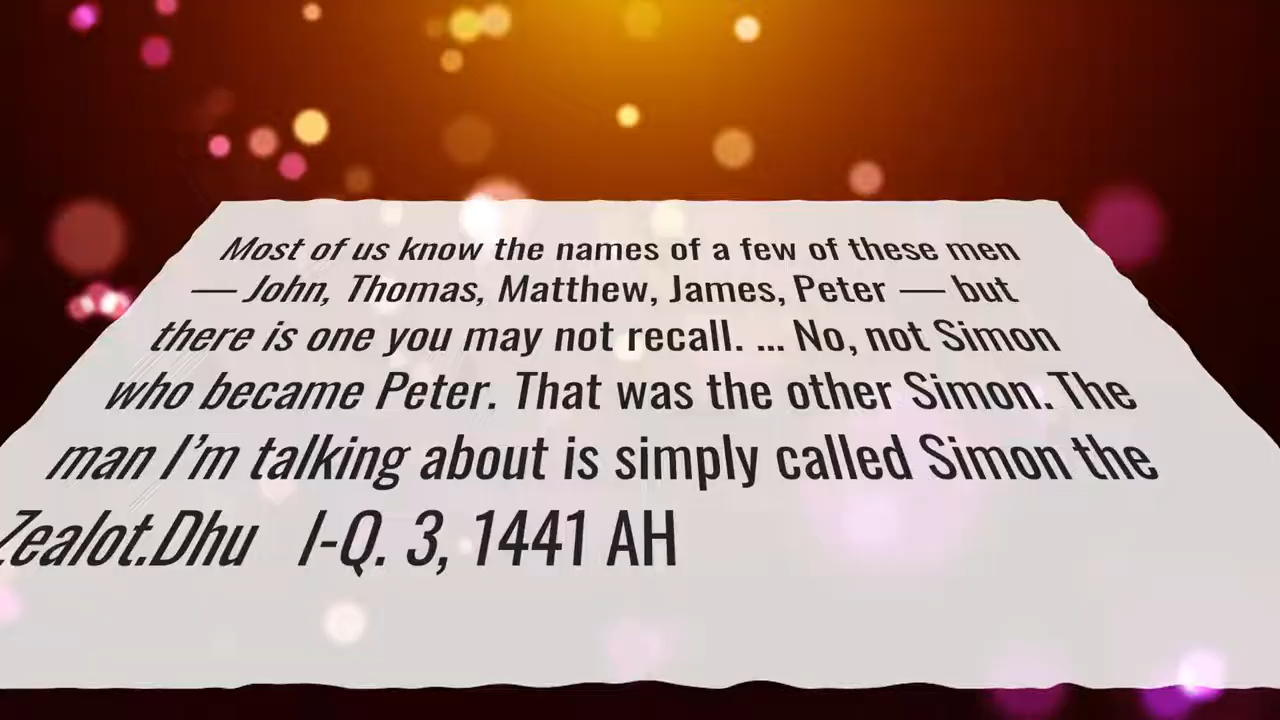 Most of us know the names of a few of these men
— John, Thomas, Matthew, James, Peter — but
there is one you may not recall. ... No, not Simon
who became Peter. That was the other Simon. The
man I’m talking about is simply called Simon the
Zealot.Dhu I-Q. 3, 1441 AH